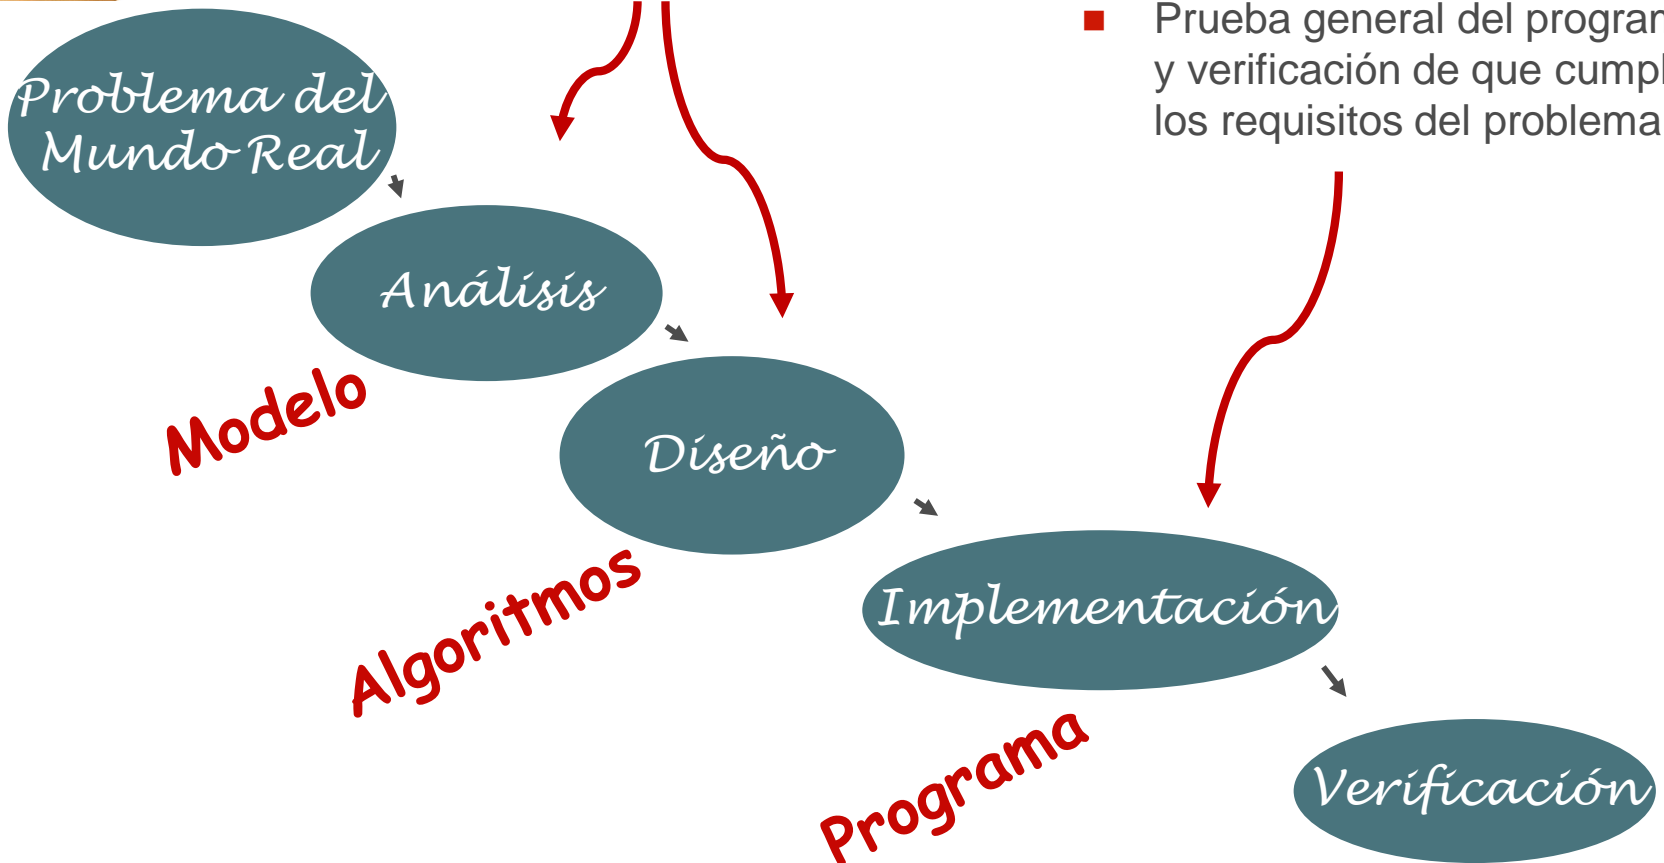 Prueba general del progra
y verificación de que cumpl
los requisitos del problema
Problema del
Mundo Real
Análisis
Modelo
Diseño
Algoritmos
Implementación
Programa
Verificación